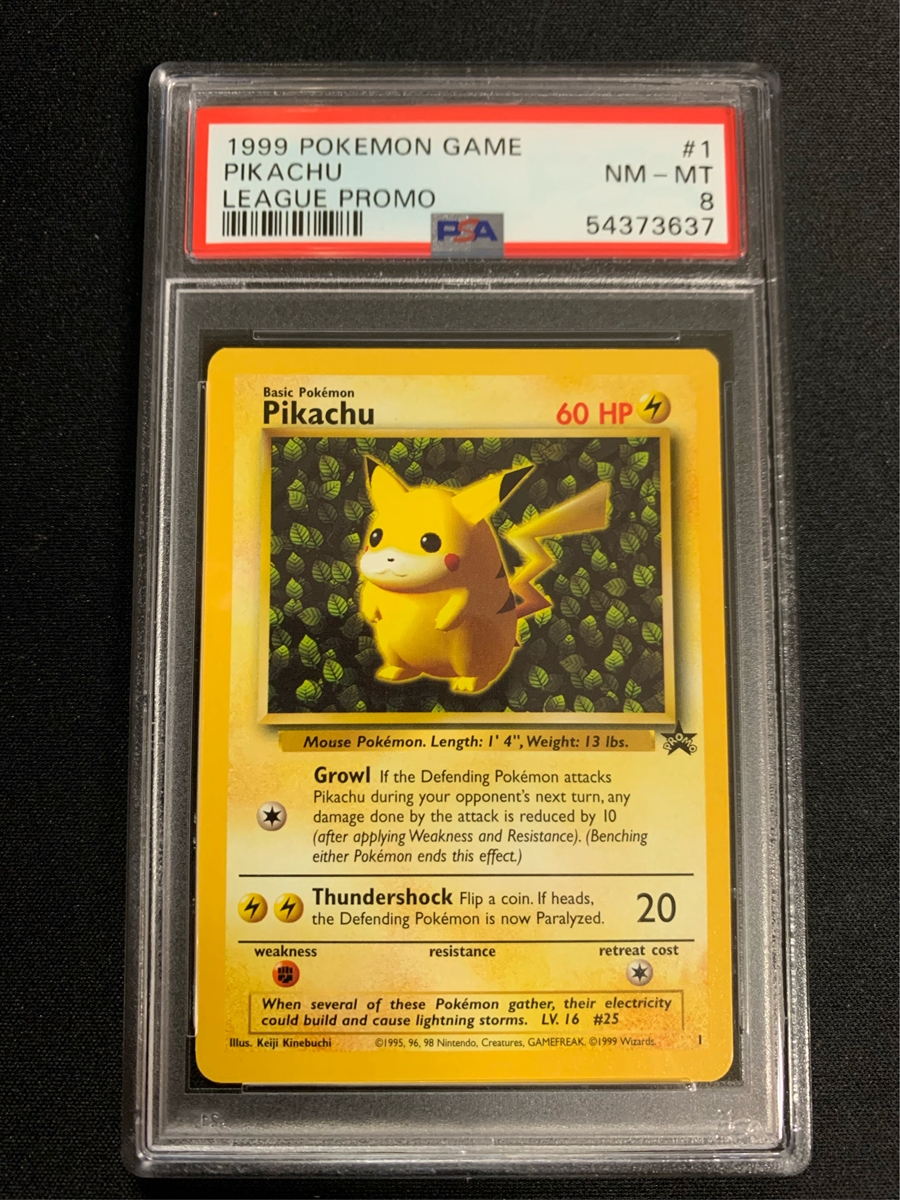 1999 POKEMON GAME #1
PIKACHU NM - MT
LEAGUE PROMO 8
PSA 54373637
Basic Pokémon
Pikachu 60 HP
PROMO
Mouse Pokémon. Length: 1' 4", Weight: 13 lbs.
Growl If the Defending Pokémon attacks
Pikachu during your opponent's next turn, any
damage done by the attack is reduced by 10
(after applying Weakness and Resistance). (Benching
either Pokémon ends this effect.)
Thundershock Flip a coin. If heads,
the Defending Pokémon is now Paralyzed. 20
weakness resistance retreat cost
When several of these Pokémon gather, their electricity
could build and cause lightning storms. LV. 16 #25
Illus. Keiji Kinebuchi ©1995, 96, 98 Nintendo, Creatures, GAMEFREAK. ©1999 Wizards. 1